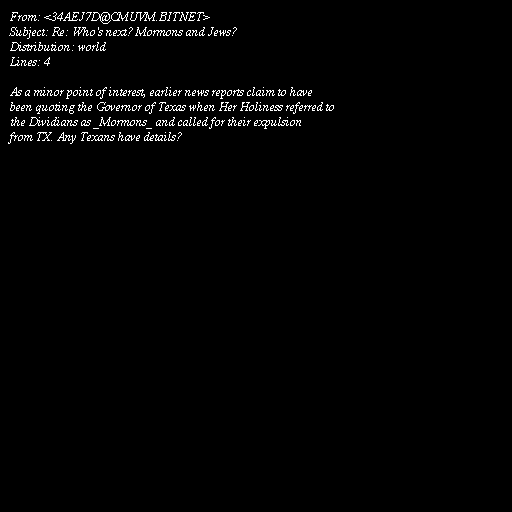 From: <34AEJ7D@CMUVM.BITNET>
Subject: Re: Who's next? Mormons and Jews?
Distribution: world
Lines: 4

As a minor point of interest, earlier news reports claim to have
been quoting the Governor of Texas when Her Holiness referred to
the Dividians as _Mormons_ and called for their expulsion
from TX. Any Texans have details?